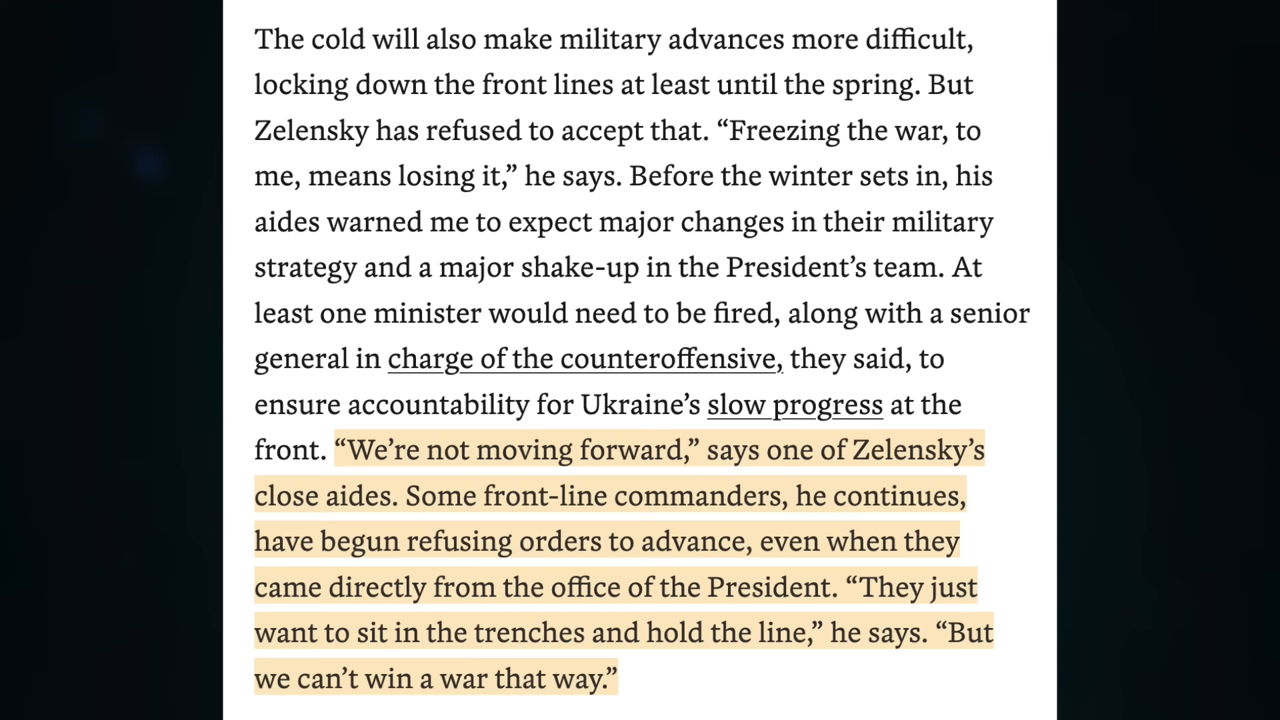 The cold will also make military advances more difficult,
locking down the front lines at least until the spring. But
Zelensky has refused to accept that. “Freezing the war, to
me, means losing it,” he says. Before the winter sets in, his
aides warned me to expect major changes in their military
strategy and a major shake-up in the President’s team. At
least one minister would need to be fired, along with a senior
general in charge of the counteroffensive, they said, to
ensure accountability for Ukraine’s slow progress at the
front. “We’re not moving forward,” says one of Zelensky’s
close aides. Some front-line commanders, he continues,
have begun refusing orders to advance, even when they
came directly from the office of the President. “They just
want to sit in the trenches and hold the line,” he says. “But
we can’t win a war that way.”